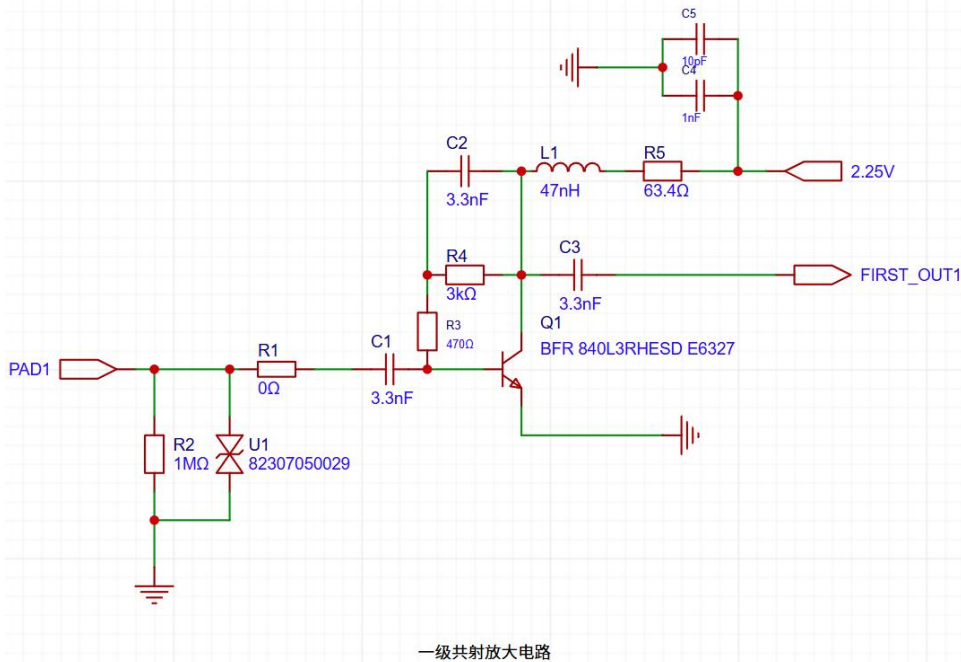 C5
10pF
C4
1nF
C2
3.3nF
L1
47nH
R5
63.4Ω
2.25V
R4
3kΩ
C3
3.3nF
FIRST_OUT1
R3
470Ω
Q1
BFR 840L3RHESD E6327
PAD1
R1
0Ω
C1
3.3nF
R2
1MΩ
U1
82307050029
一级共射放大电路